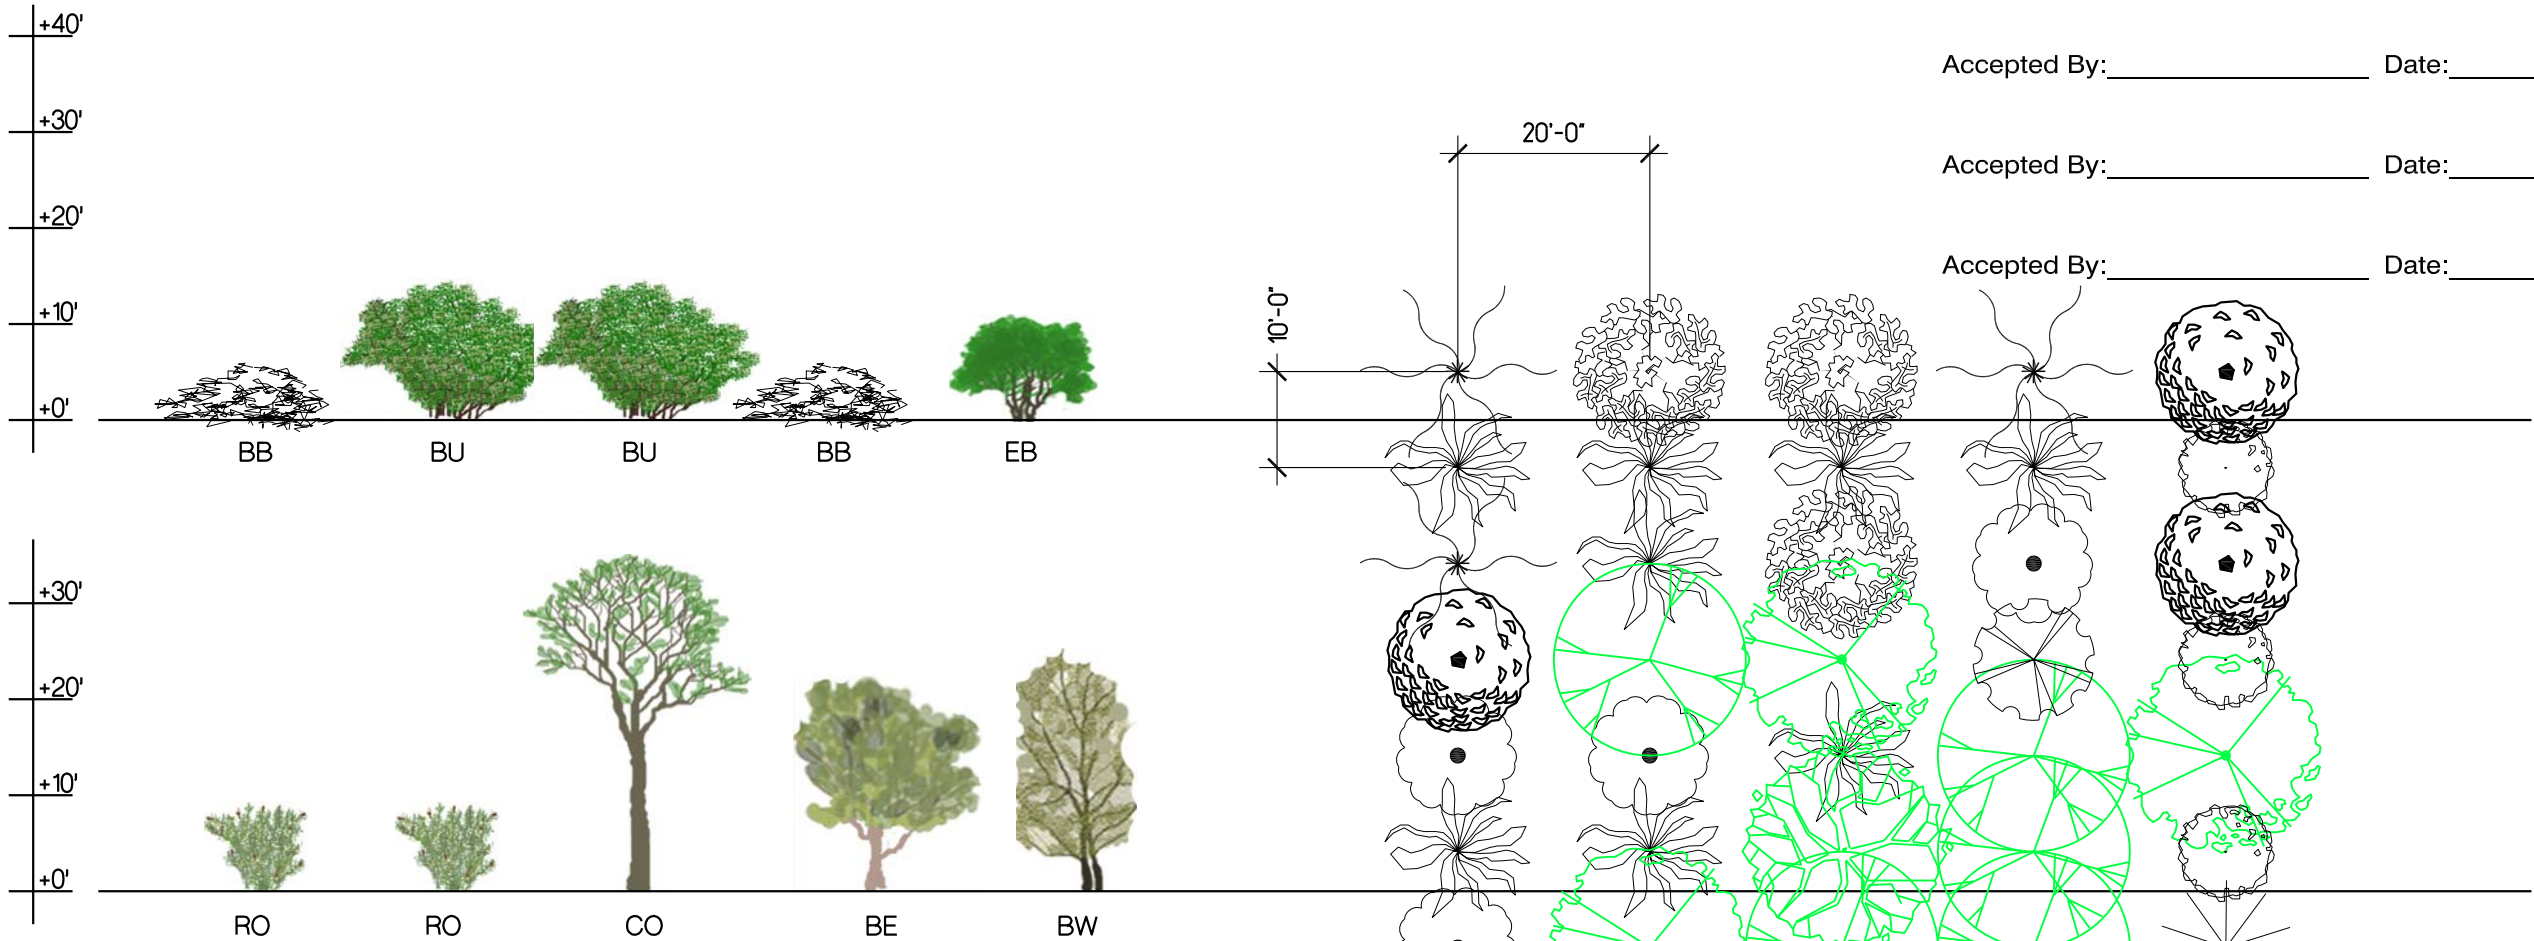 +40'
Accepted By: Date:
+30'
20'-0"
Accepted By: Date:
+20'
Accepted By: Date:
+10'
10'-0"
+0'
BB BU BU BB EB
+30'
+20'
+10'
+0'
RO RO CO BE BW